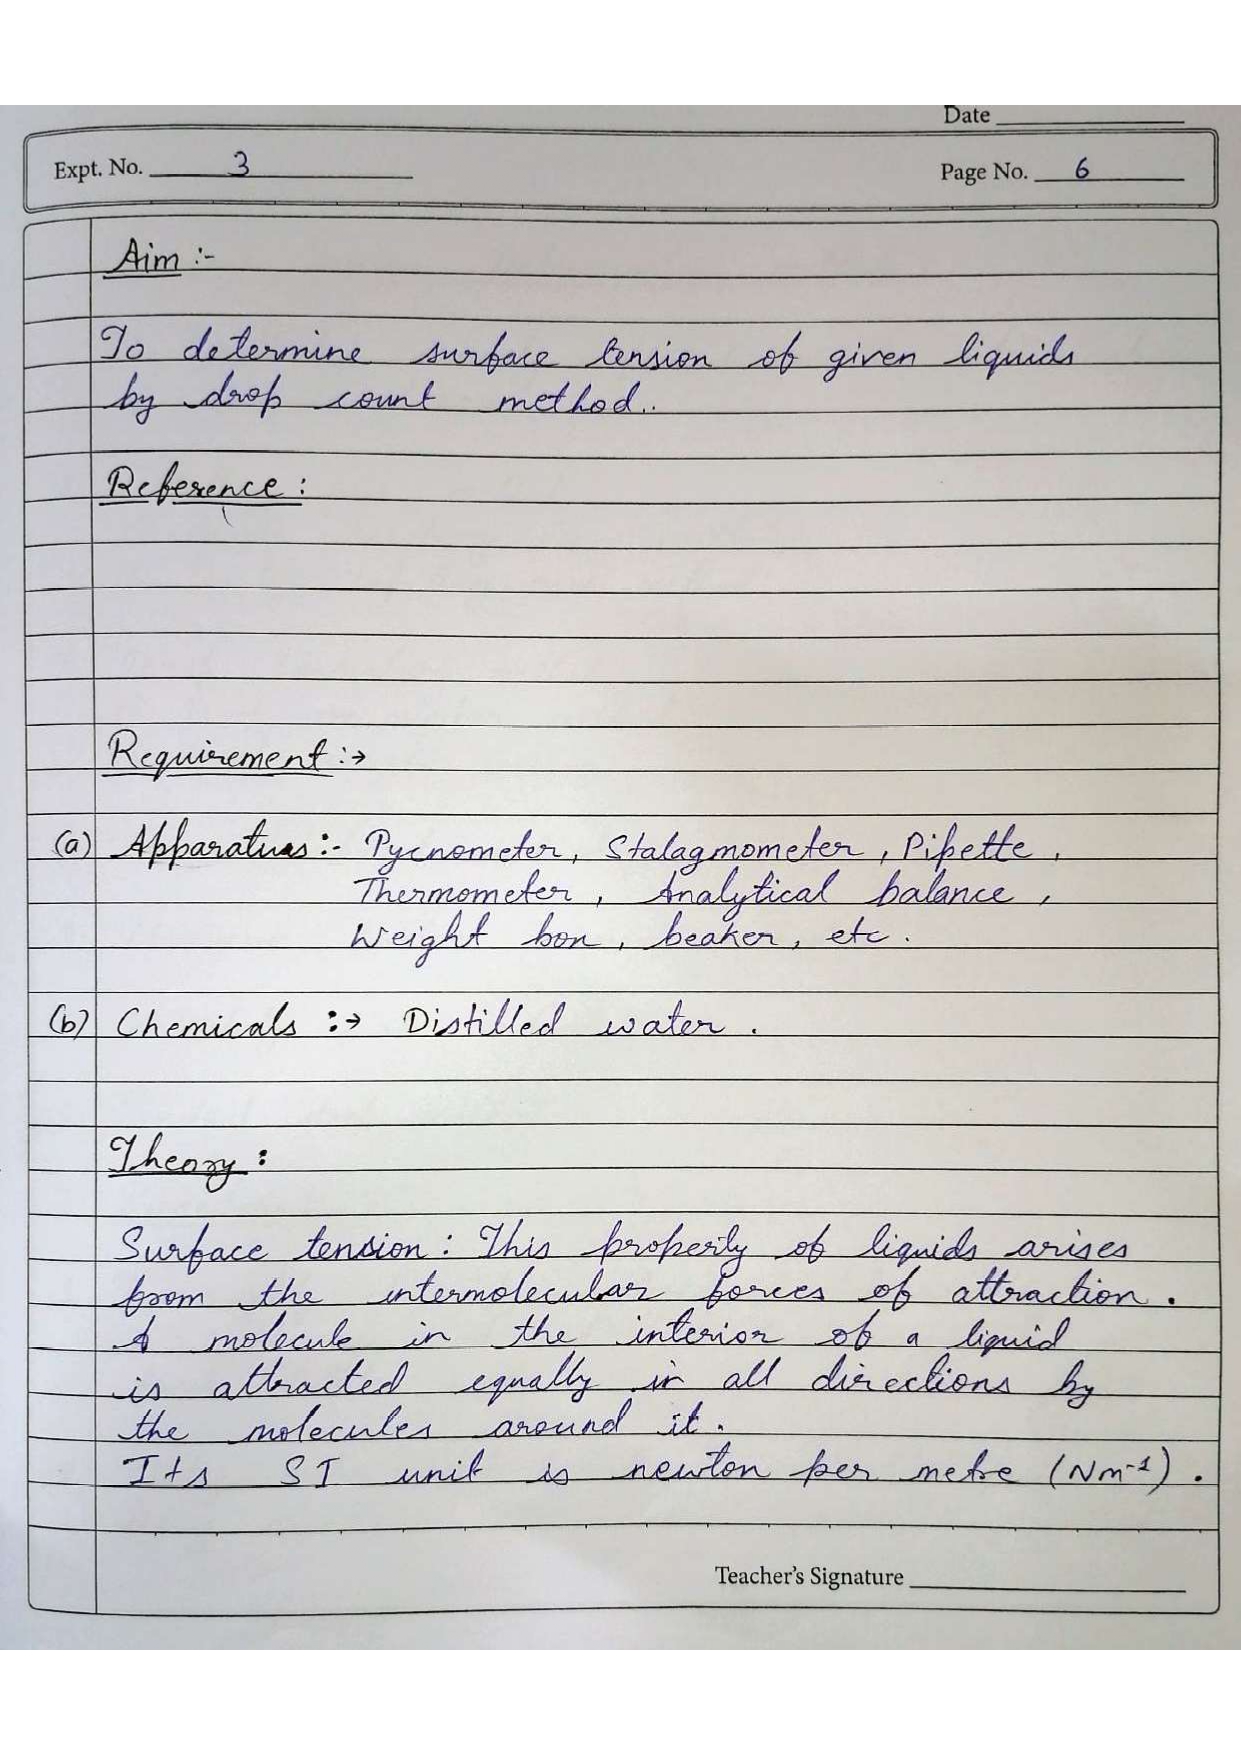 Date
Expt. No. 3
Page No. 6
Aim :-
To determine surface tension of given liquids
by drop count method..
Reference :
Requirement :→
(a) Apparatus :- Pycnometer, Stalagmometer, Pipette,
Thermometer, Analytical balance,
Weight box, beaker, etc.
(b) Chemicals :→ Distilled water.
Theory :
Surface tension : This property of liquids arises
from the intermolecular forces of attraction.
A molecule in the interior of a liquid
is attracted equally in all directions by
the molecules around it.
Its SI unit is newton per metre (Nm⁻¹).
Teacher's Signature